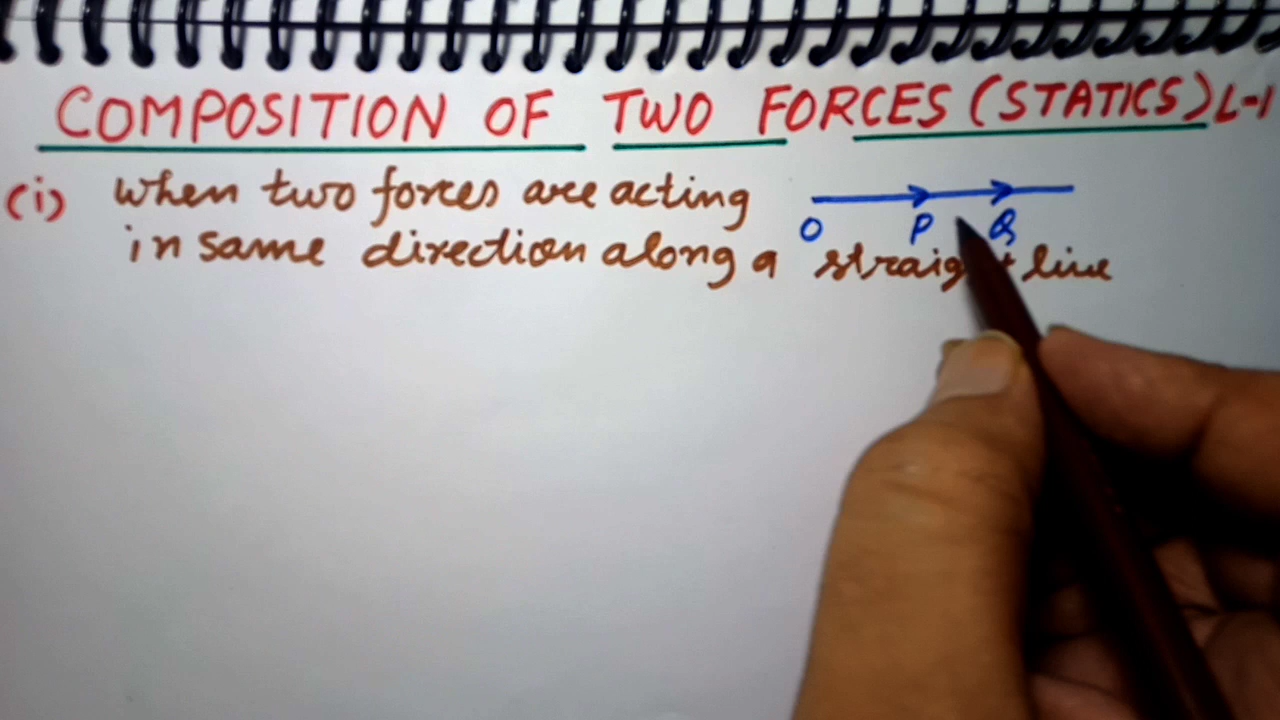 COMPOSITION OF TWO FORCES (STATICS) L-1
(i) when two forces are acting
O P Q
in same direction along a straight line